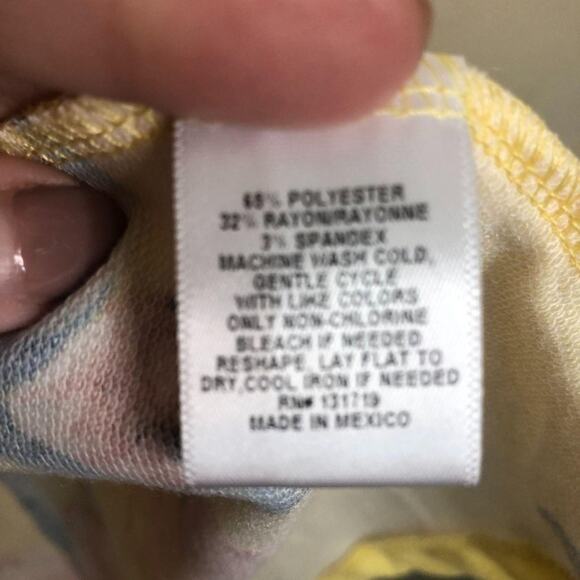 65% POLYESTER
32% RAYON/RAYONNE
3% SPANDEX
MACHINE WASH COLD,
GENTLE CYCLE
WITH LIKE COLORS
ONLY NON-CHLORINE
BLEACH IF NEEDED
RESHAPE, LAY FLAT TO
DRY,COOL IRON IF NEEDED
RN# 131719
MADE IN MEXICO